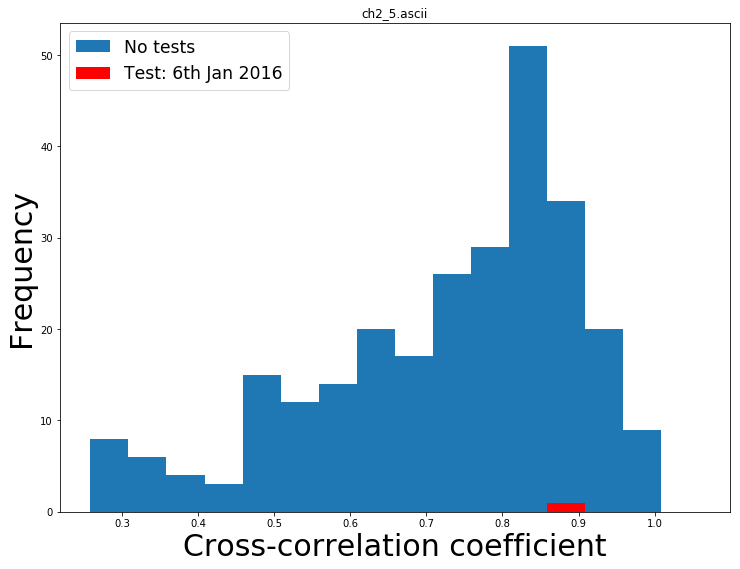 ch2_5.ascii
No tests
Test: 6th Jan 2016
50
40
30
20
10
0
Frequency
0.3 0.4 0.5 0.6 0.7 0.8 0.9 1.0
Cross-correlation coefficient